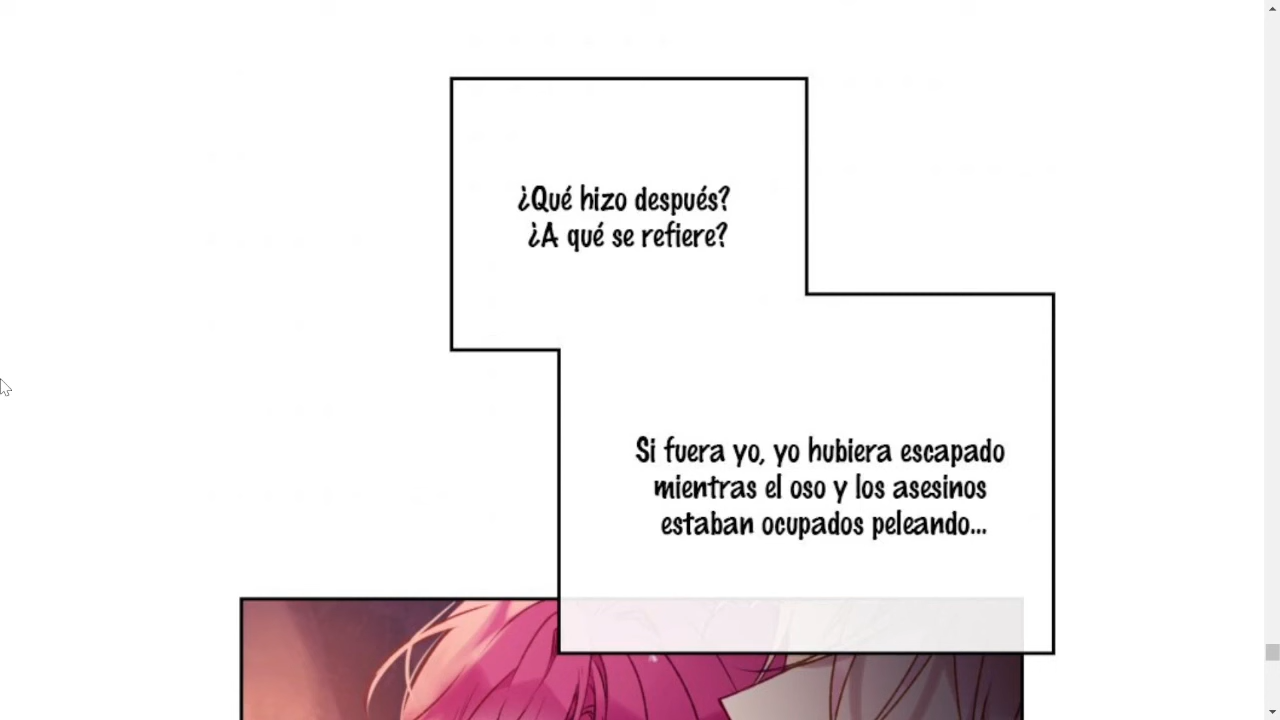 ¿Qué hizo después?
¿A qué se refiere?
Si fuera yo, yo hubiera escapado
mientras el oso y los asesinos
estaban ocupados peleando...